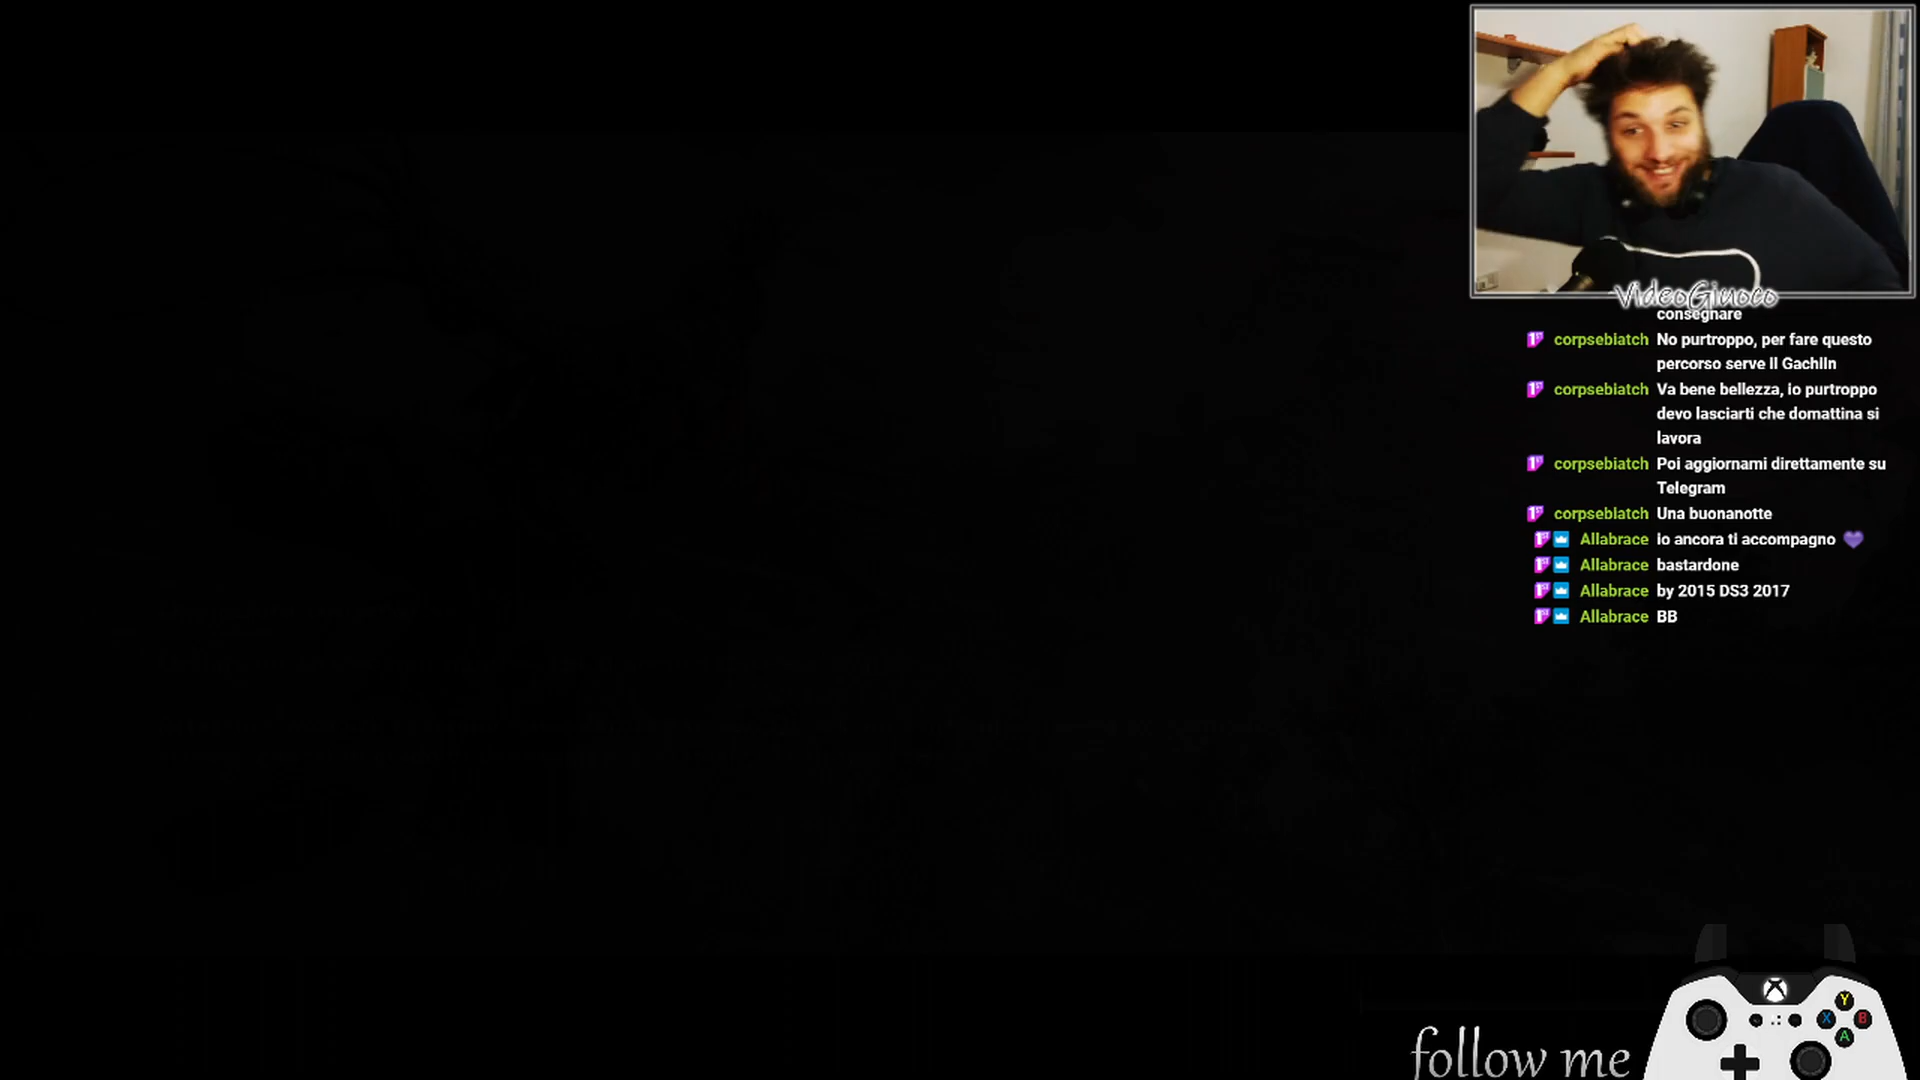 VideoGiuoco
consegnare
corpsebiatch No purtroppo, per fare questo
percorso serve il Gachiln
corpsebiatch Va bene bellezza, io purtroppo
devo lasciarti che domattina si
lavora
corpsebiatch Poi aggiornami direttamente su
Telegram
corpsebiatch Una buonanotte
Allabrace io ancora ti accompagno 💜
Allabrace bastardone
Allabrace by 2015 DS3 2017
Allabrace BB
Y
X B
A
follow me